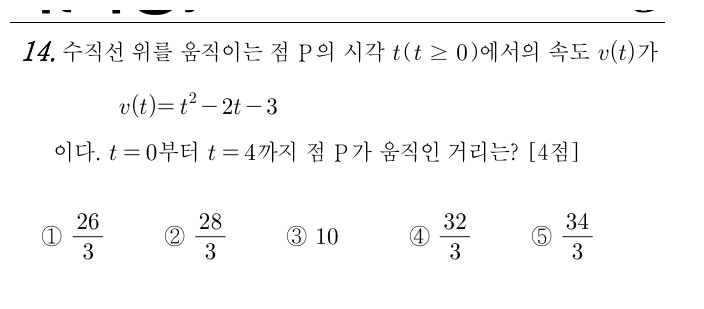 14. 수직선 위를 움직이는 점 P의 시각 t(t ≥ 0)에서의 속도 v(t)가
v(t)= t² − 2t − 3
이다. t = 0부터 t = 4까지 점 P가 움직인 거리는? [4점]
① 26/3 ② 28/3 ③ 10 ④ 32/3 ⑤ 34/3